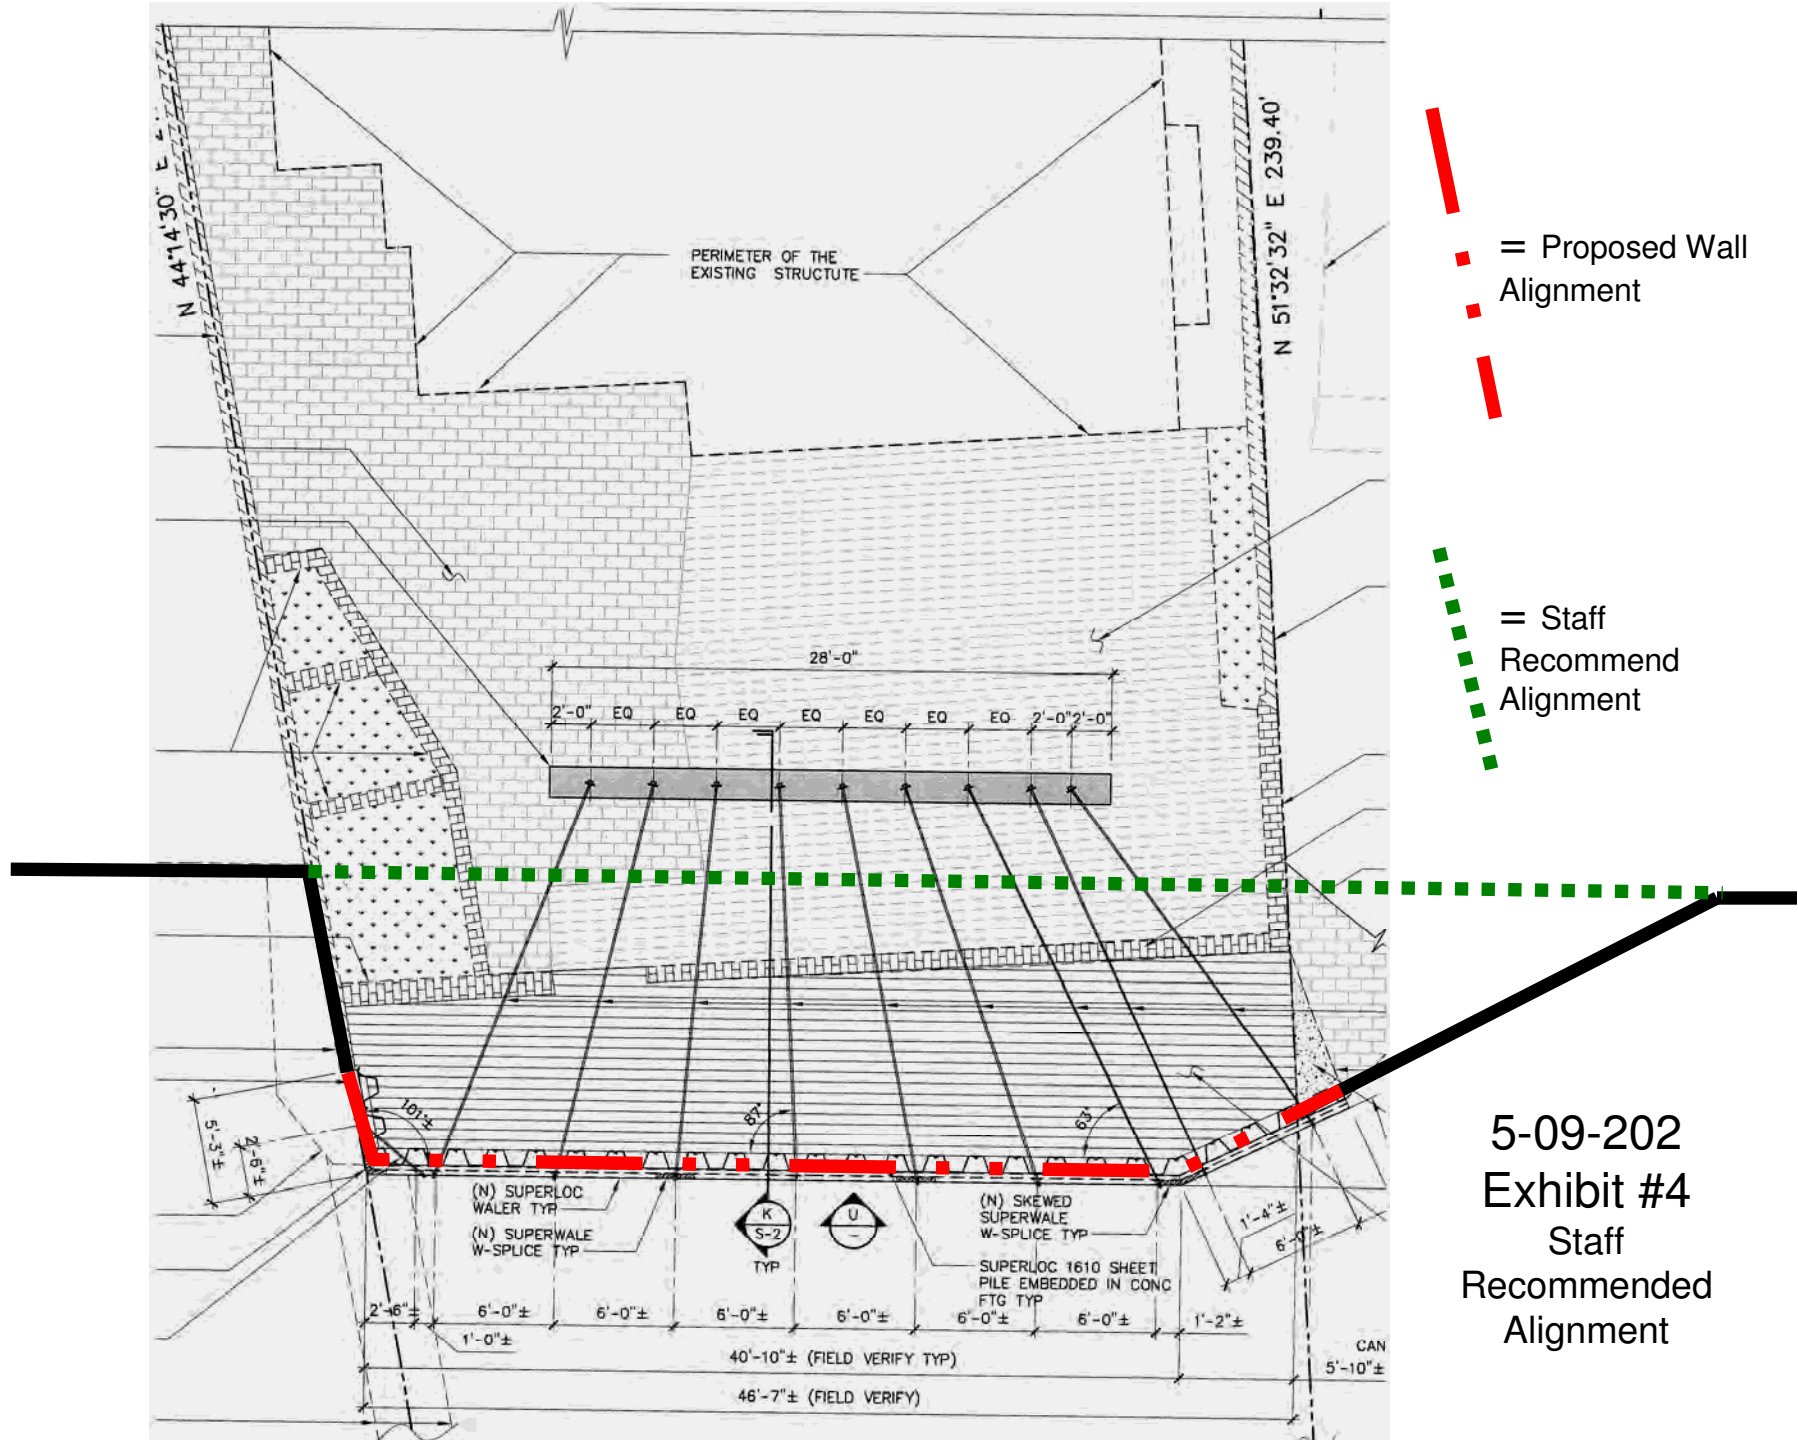 N 44°14'30" E
N 51°32'32" E 239.40'
PERIMETER OF THE
EXISTING STRUCTUTE
= Proposed Wall
Alignment
= Staff
Recommend
Alignment
28'-0"
2'-0" EQ EQ EQ EQ EQ EQ EQ 2'-0" 2'-0"
101°±
87°
63°
5'-3"±
2'-6"±
(N) SUPERLOC
WALER TYP
(N) SUPERWALE
W-SPLICE TYP
K
S-2
TYP
U
–
(N) SKEWED
SUPERWALE
W-SPLICE TYP
SUPERLOC 1610 SHEET
PILE EMBEDDED IN CONC
FTG TYP
1'-4"±
6'-0"±
2'-6"± 6'-0"± 6'-0"± 6'-0"± 6'-0"± 6'-0"± 6'-0"± 1'-2"±
1'-0"±
40'-10"± (FIELD VERIFY TYP)
46'-7"± (FIELD VERIFY)
CAN
5'-10"±
5-09-202
Exhibit #4
Staff
Recommended
Alignment